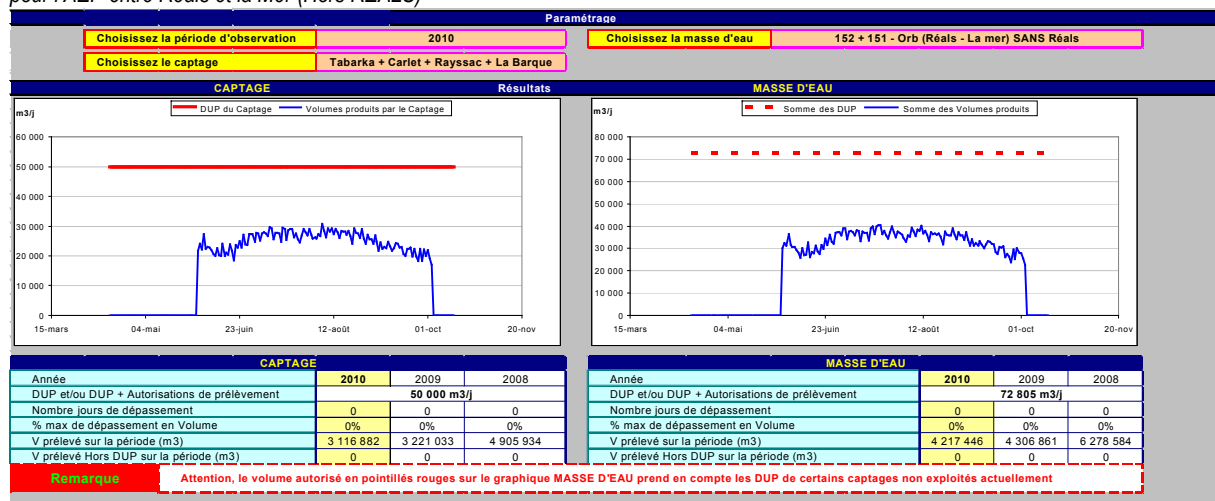 pour l'AEP entre Réals et la Mer (Hors REALS)
Paramétrage
Choisissez la période d'observation 2010 Choisissez la masse d'eau 152 + 151 - Orb (Réals - La mer) SANS Réals
Choisissez le captage Tabarka + Carlet + Rayssac + La Barque
CAPTAGE Résultats MASSE D'EAU
DUP du Captage Volumes produits par le Captage
m3/j
60 000
50 000
40 000
30 000
20 000
10 000
0
15-mars 04-mai 23-juin 12-août 01-oct 20-nov
Somme des DUP Somme des Volumes produits
m3/j
80 000
70 000
60 000
50 000
40 000
30 000
20 000
10 000
0
15-mars 04-mai 23-juin 12-août 01-oct 20-nov
CAPTAGE
Année 2010 2009 2008
DUP et/ou DUP + Autorisations de prélèvement 50 000 m3/j
Nombre jours de dépassement 0 0 0
% max de dépassement en Volume 0% 0% 0%
V prélevé sur la période (m3) 3 116 882 3 221 033 4 905 934
V prélevé Hors DUP sur la période (m3) 0 0 0
MASSE D'EAU
Année 2010 2009 2008
DUP et/ou DUP + Autorisations de prélèvement 72 805 m3/j
Nombre jours de dépassement 0 0 0
% max de dépassement en Volume 0% 0% 0%
V prélevé sur la période (m3) 4 217 446 4 306 861 6 278 584
V prélevé Hors DUP sur la période (m3) 0 0 0
Remarque Attention, le volume autorisé en pointillés rouges sur le graphique MASSE D'EAU prend en compte les DUP de certains captages non exploités actuellement